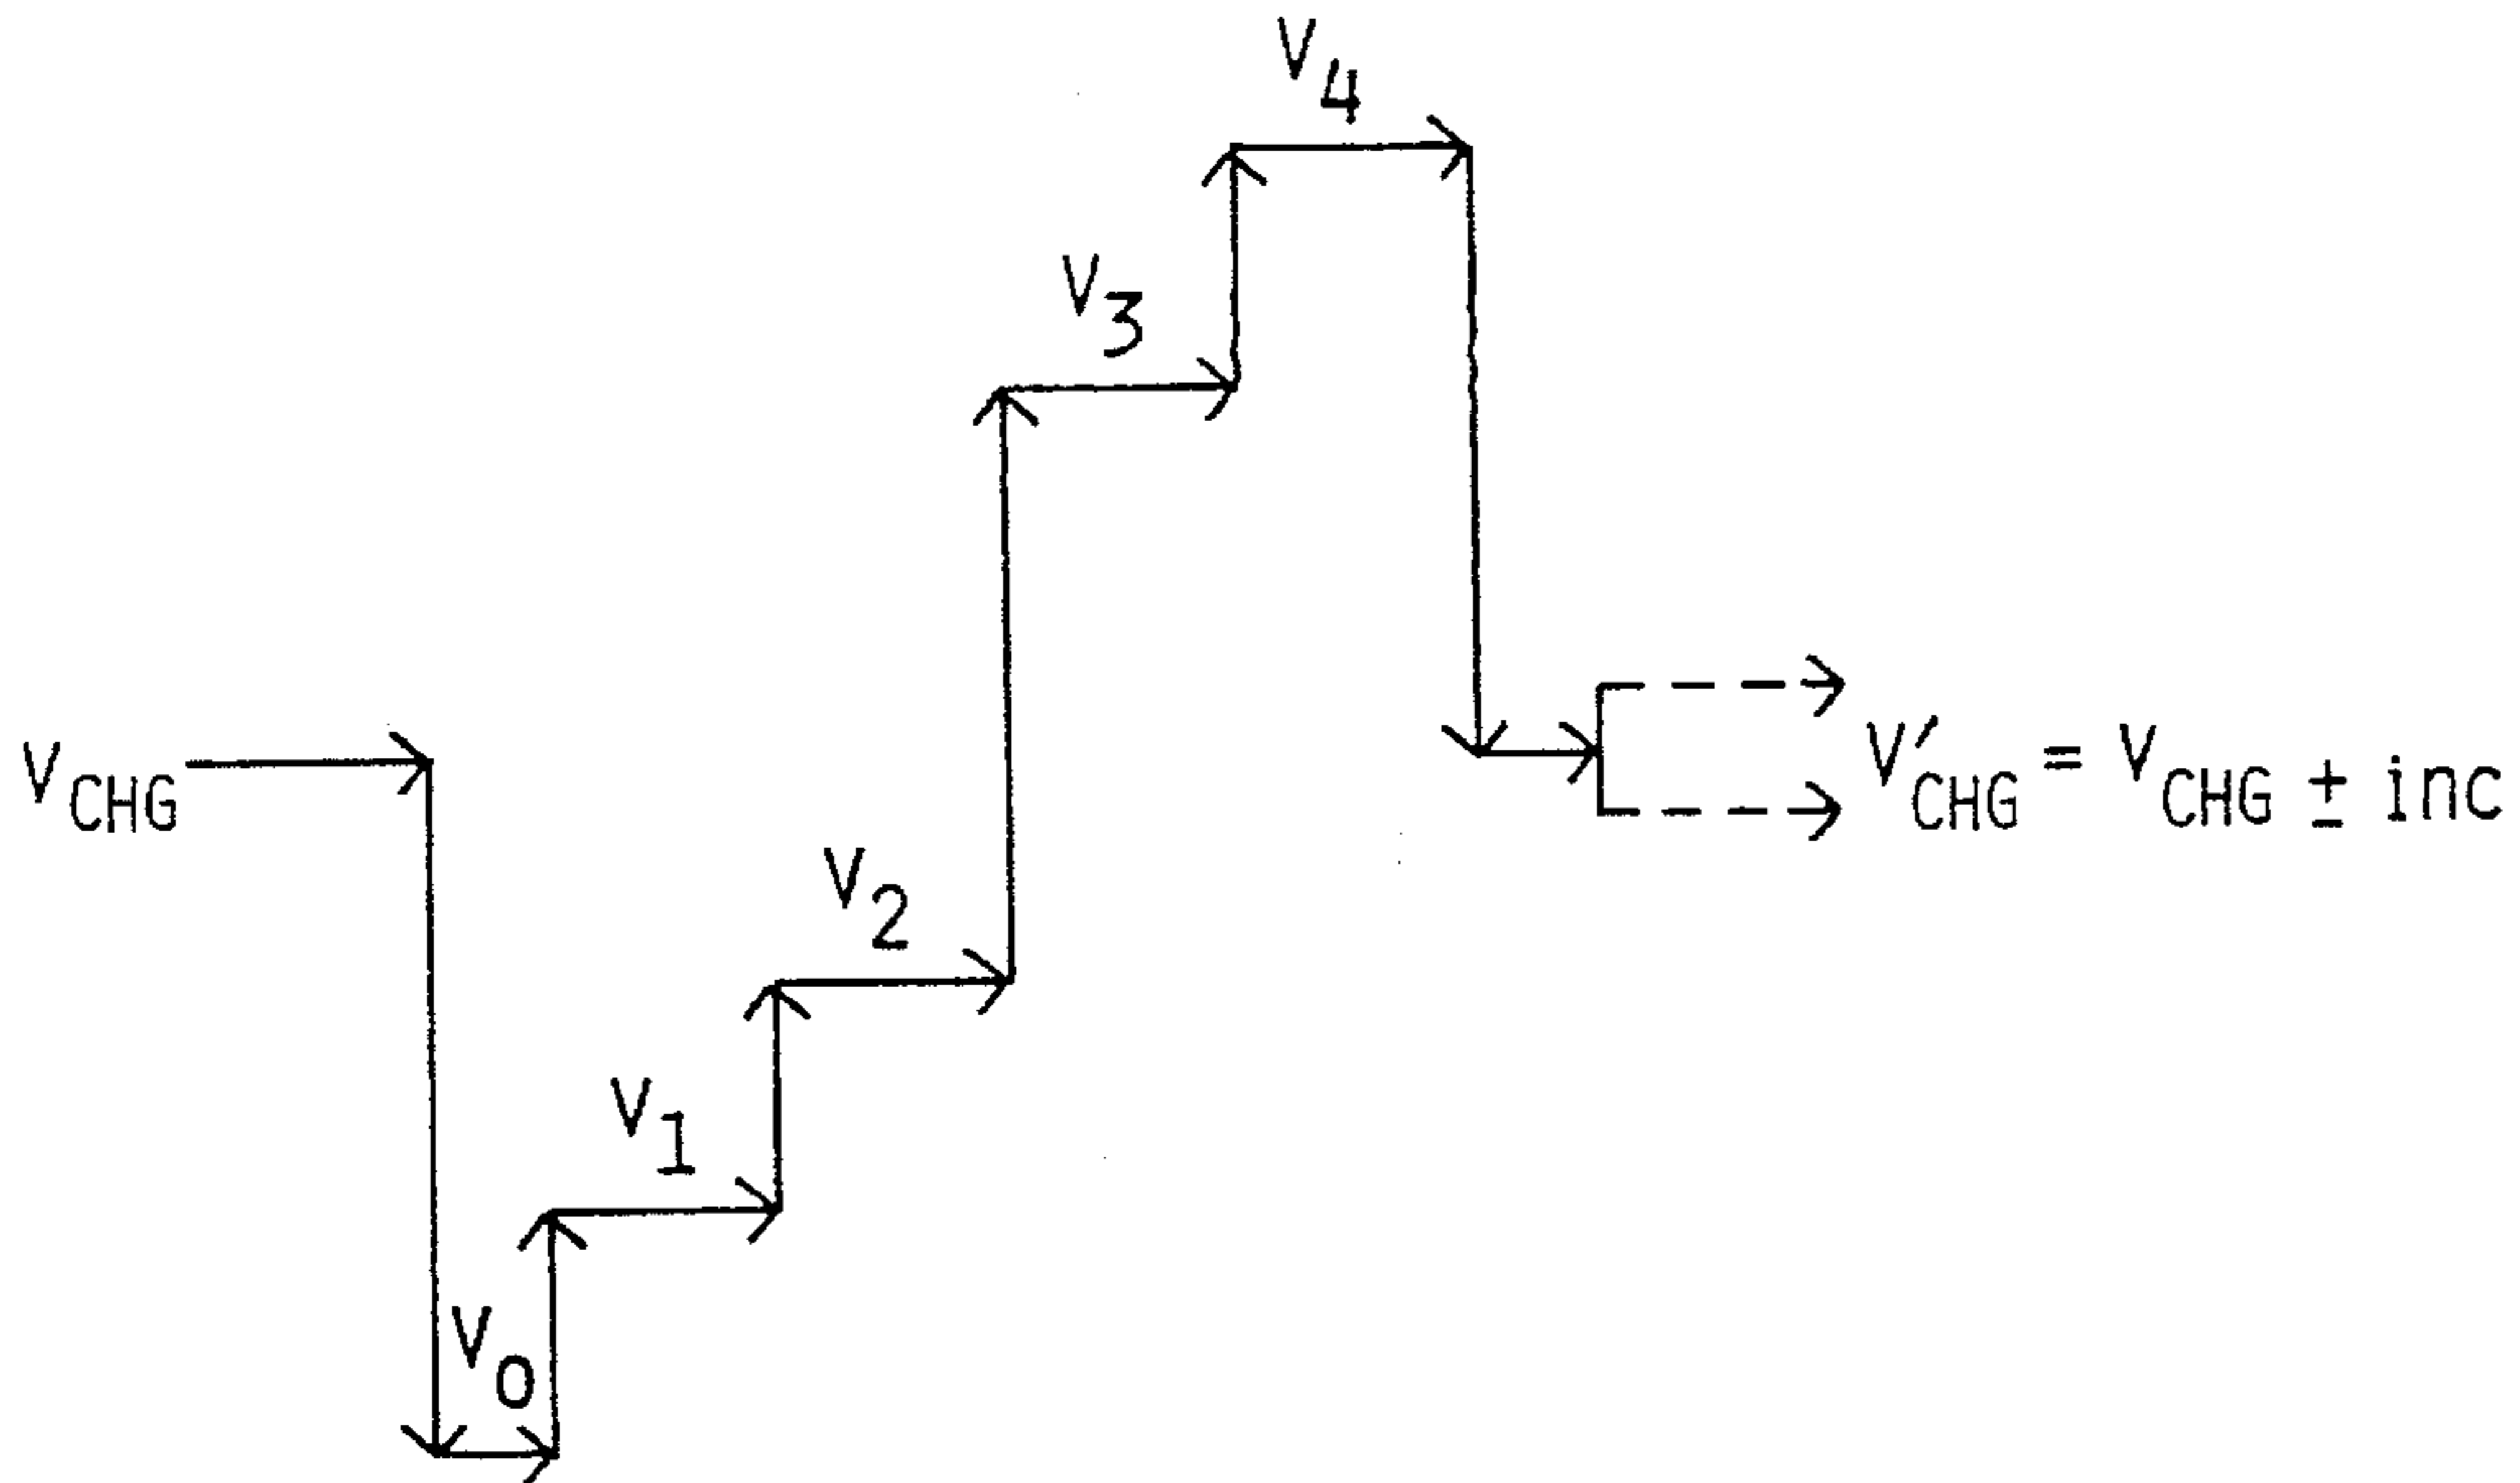 V4
V3
VCHG
V′CHG = VCHG ± inc
V2
V1
V0